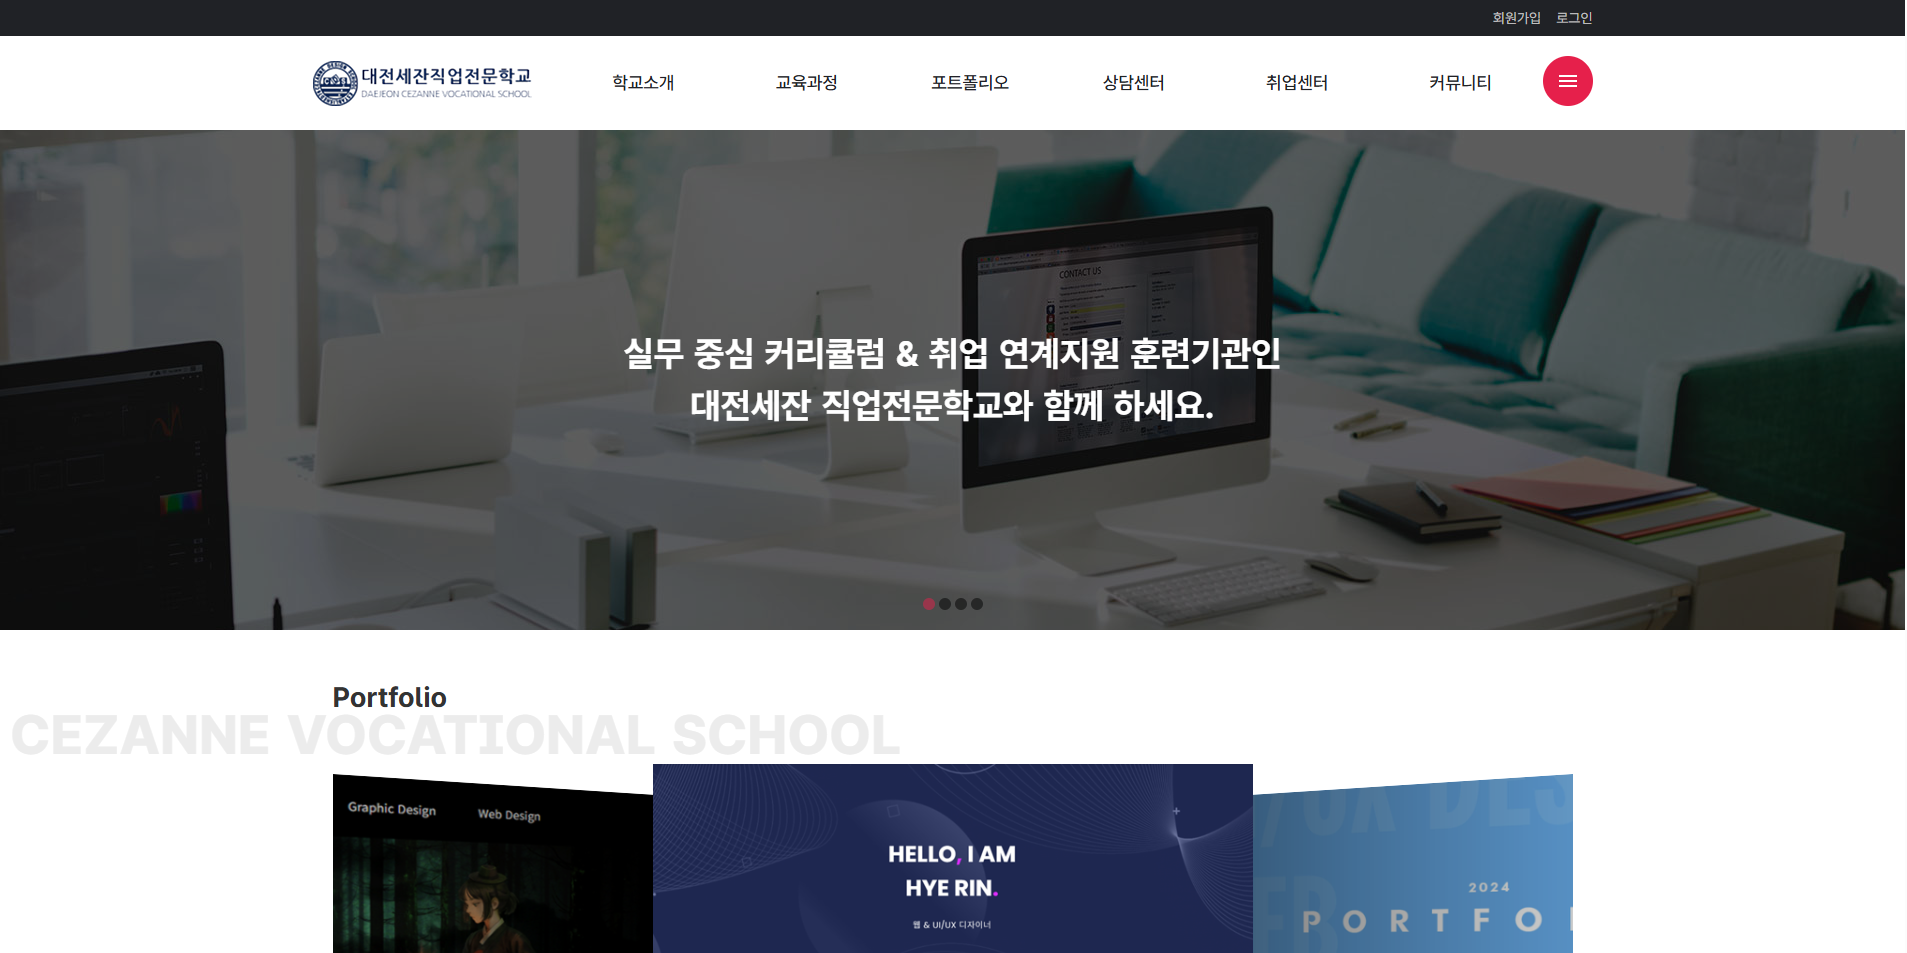 회원가입 로그인
대전세잔직업전문학교
DAEJEON CEZANNE VOCATIONAL SCHOOL
학교소개 교육과정 포트폴리오 상담센터 취업센터 커뮤니티
CONTACT US
실무 중심 커리큘럼 & 취업 연계지원 훈련기관인
대전세잔 직업전문학교와 함께 하세요.
Portfolio
CEZANNE VOCATIONAL SCHOOL
Graphic Design Web Design
HELLO, I AM
HYE RIN.
웹 & UI/UX 디자이너
2024
PORTFO